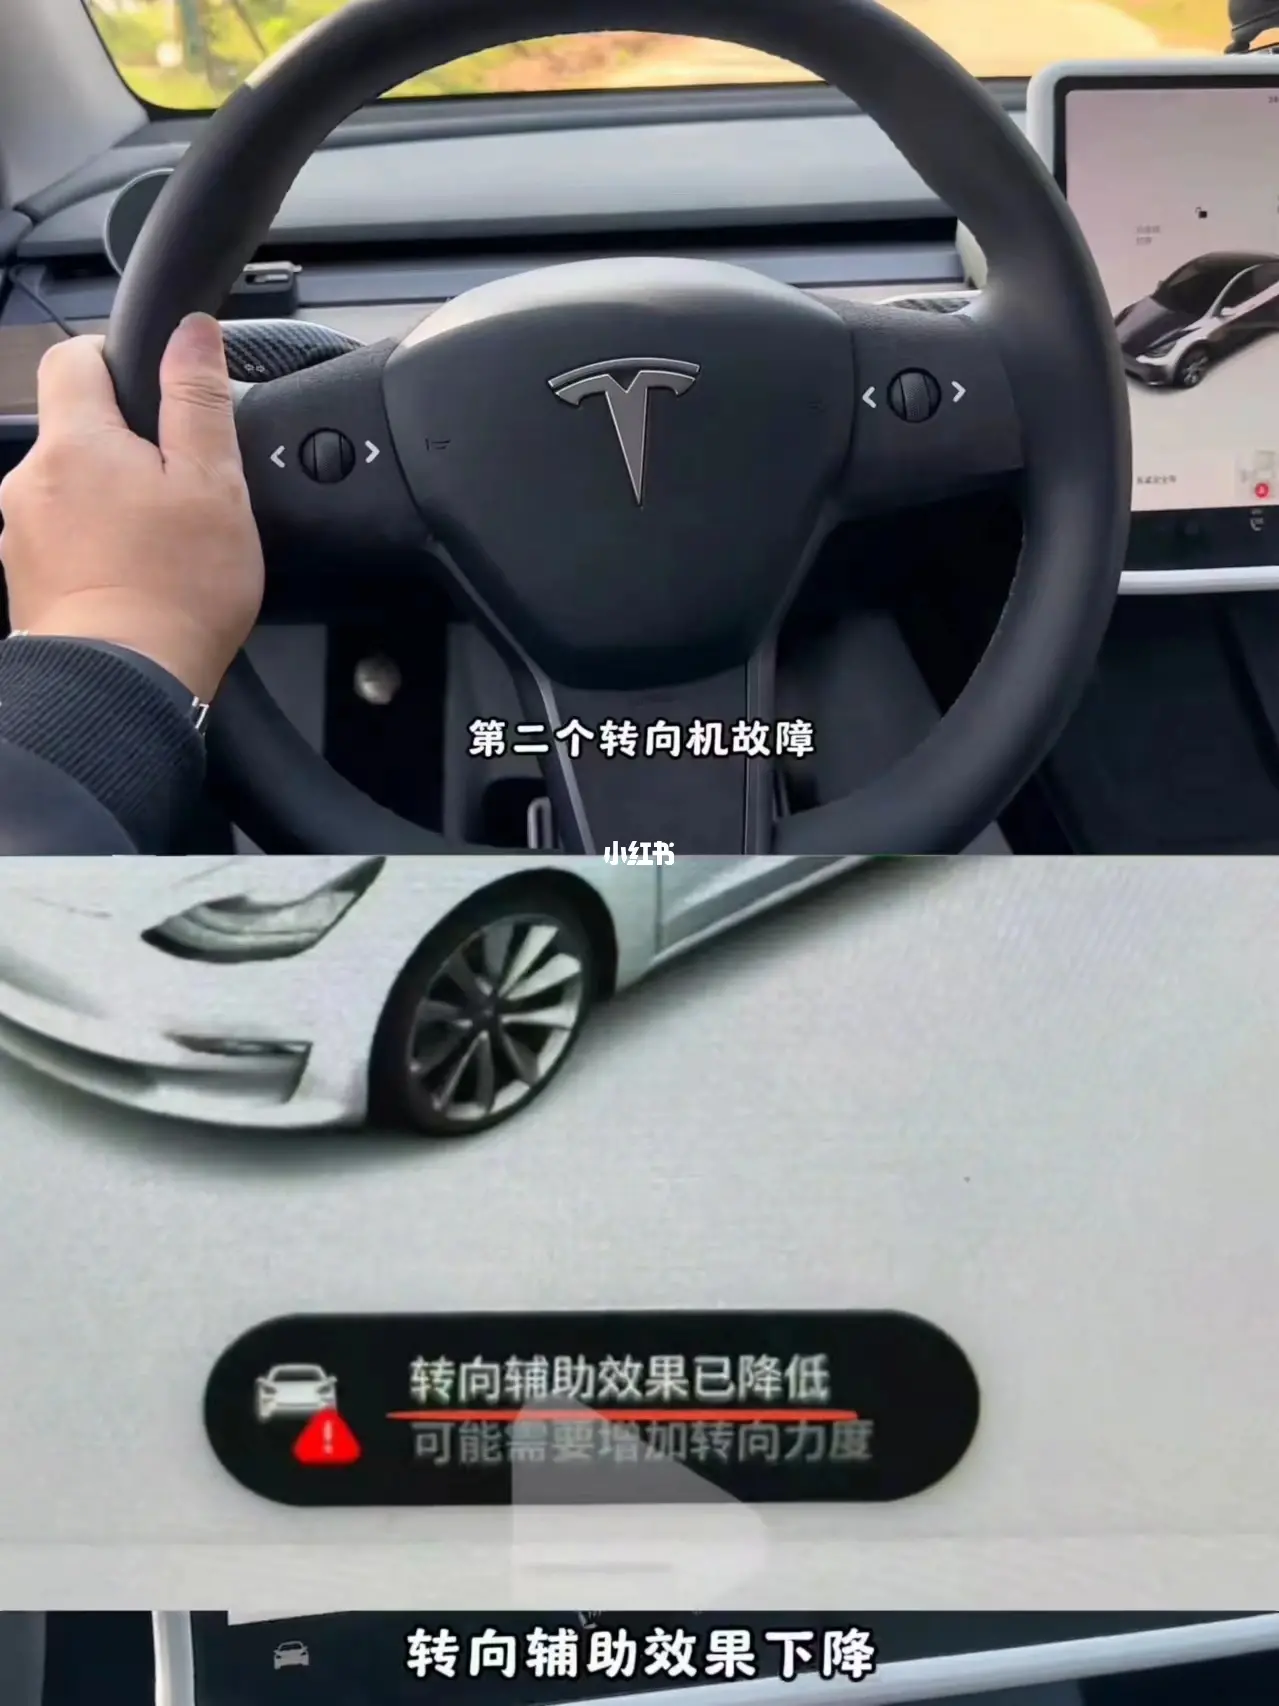 第二个转向机故障
小红书
转向辅助效果已降低
可能需要增加转向力度
转向辅助效果下降